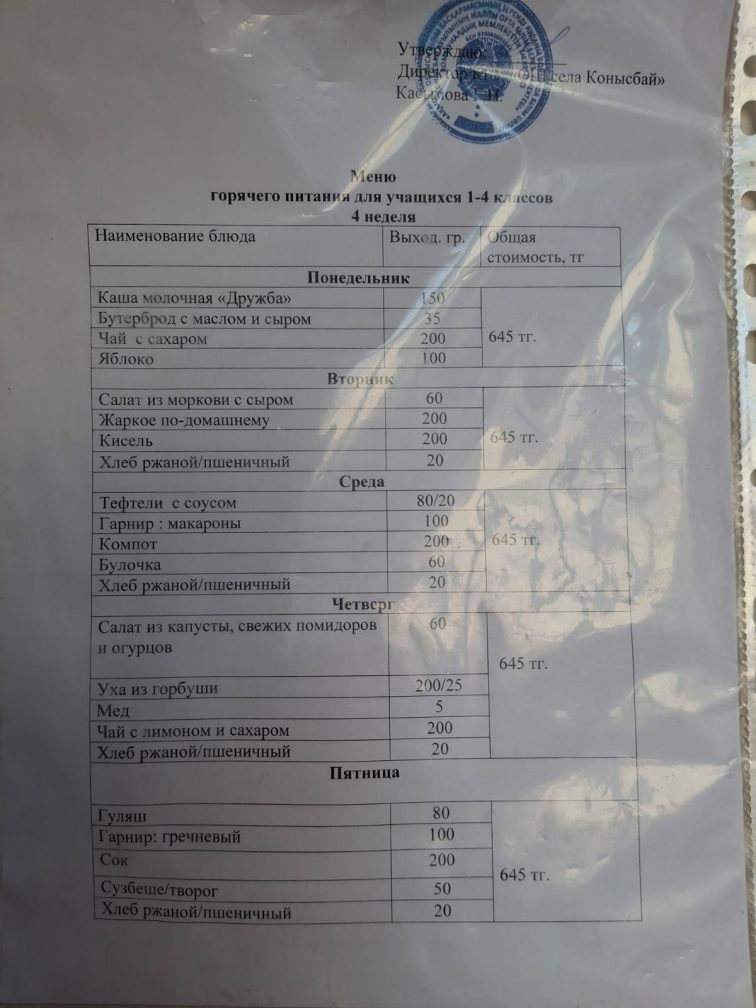 Утверждаю:
Директор КГУ «ОШ села Конысбай»
Касымова Г.Н.
Меню
горячего питания для учащихся 1-4 классов
4 неделя
Наименование блюда Выход. гр. Общая стоимость, тг
Понедельник
Каша молочная «Дружба» 150
Бутерброд с маслом и сыром 35
Чай с сахаром 200 645 тг.
Яблоко 100
Вторник
Салат из моркови с сыром 60
Жаркое по-домашнему 200
Кисель 200 645 тг.
Хлеб ржаной/пшеничный 20
Среда
Тефтели с соусом 80/20
Гарнир : макароны 100
Компот 200 645 тг.
Булочка 60
Хлеб ржаной/пшеничный 20
Четверг
Салат из капусты, свежих помидоров 60
и огурцов
645 тг.
Уха из горбуши 200/25
Мед 5
Чай с лимоном и сахаром 200
Хлеб ржаной/пшеничный 20
Пятница
Гуляш 80
Гарнир: гречневый 100
Сок 200
645 тг.
Сузбеше/творог 50
Хлеб ржаной/пшеничный 20